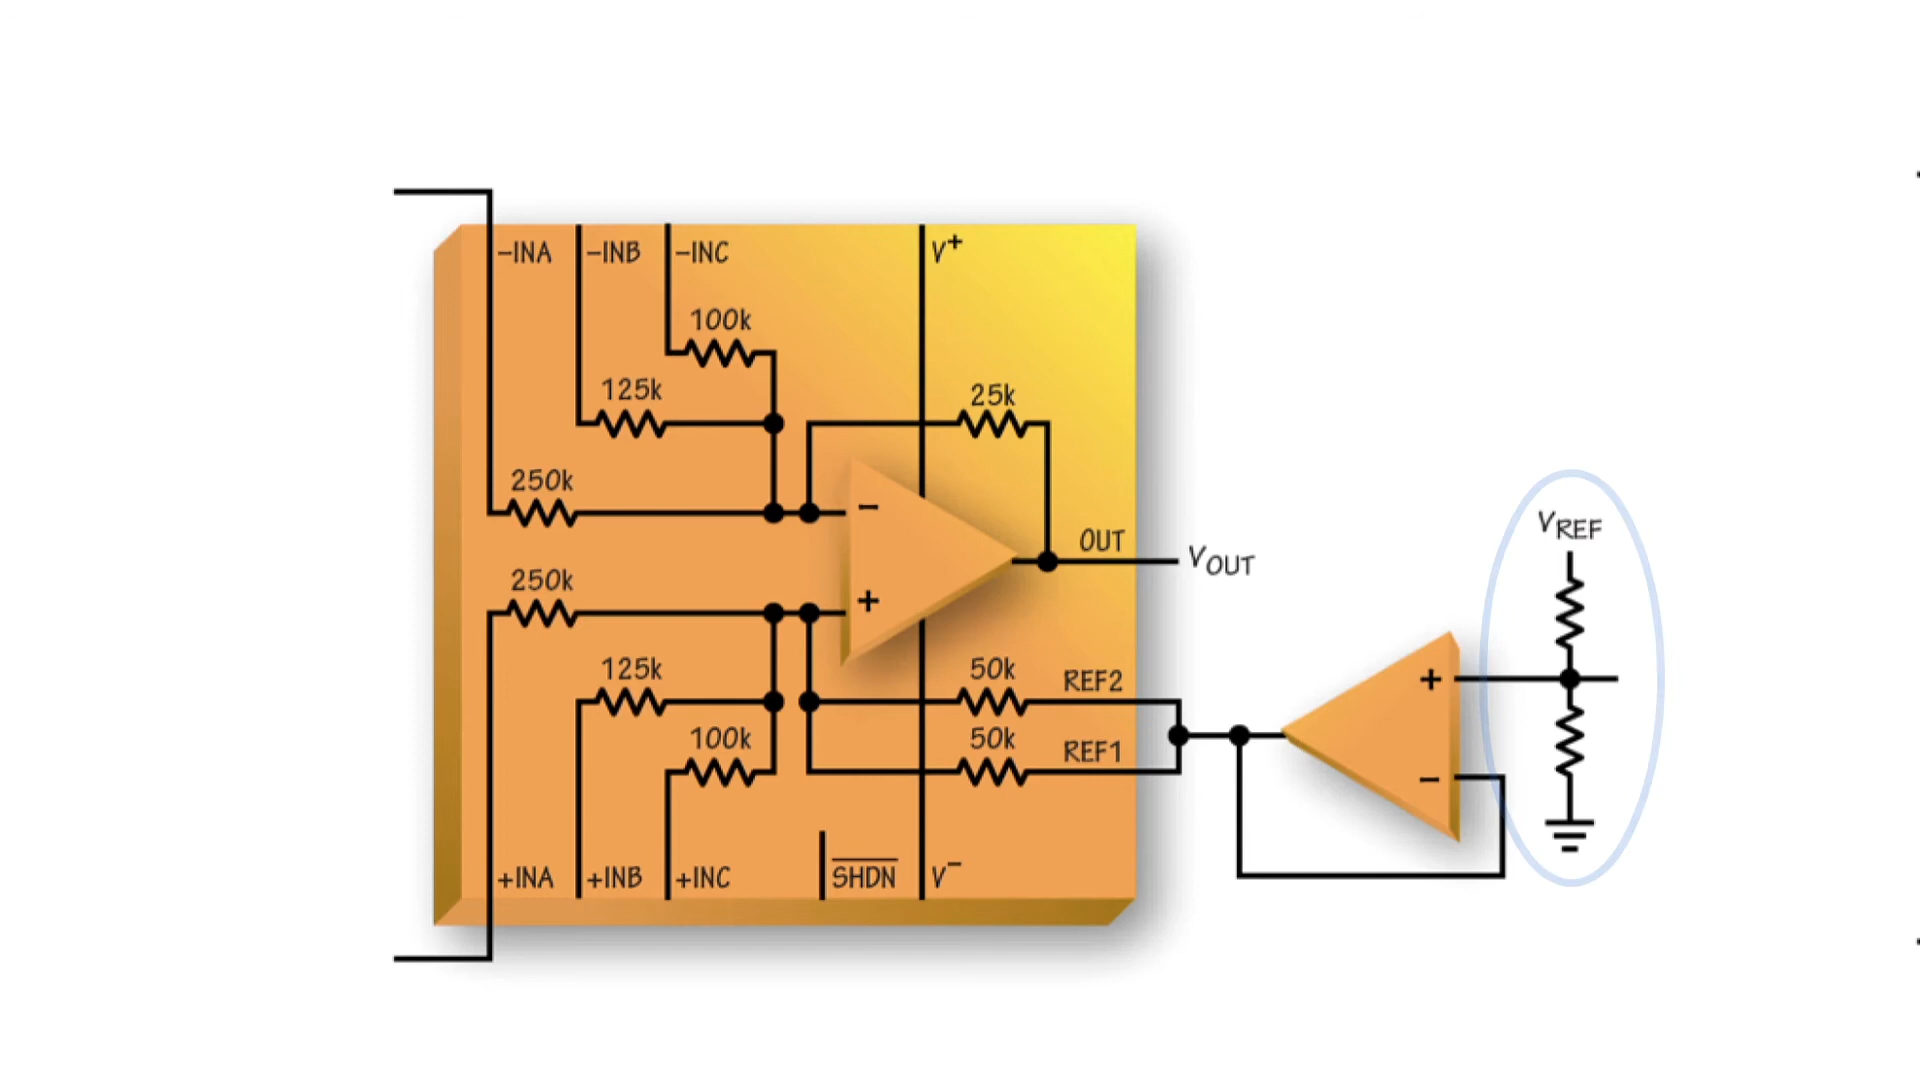 -INA
-INB
-INC
V+
100k
125k
25k
250k
-
OUT
VOUT
VREF
250k
+
125k
50k
REF2
+
100k
50k
REF1
-
+INA
+INB
+INC
SHDN
V-